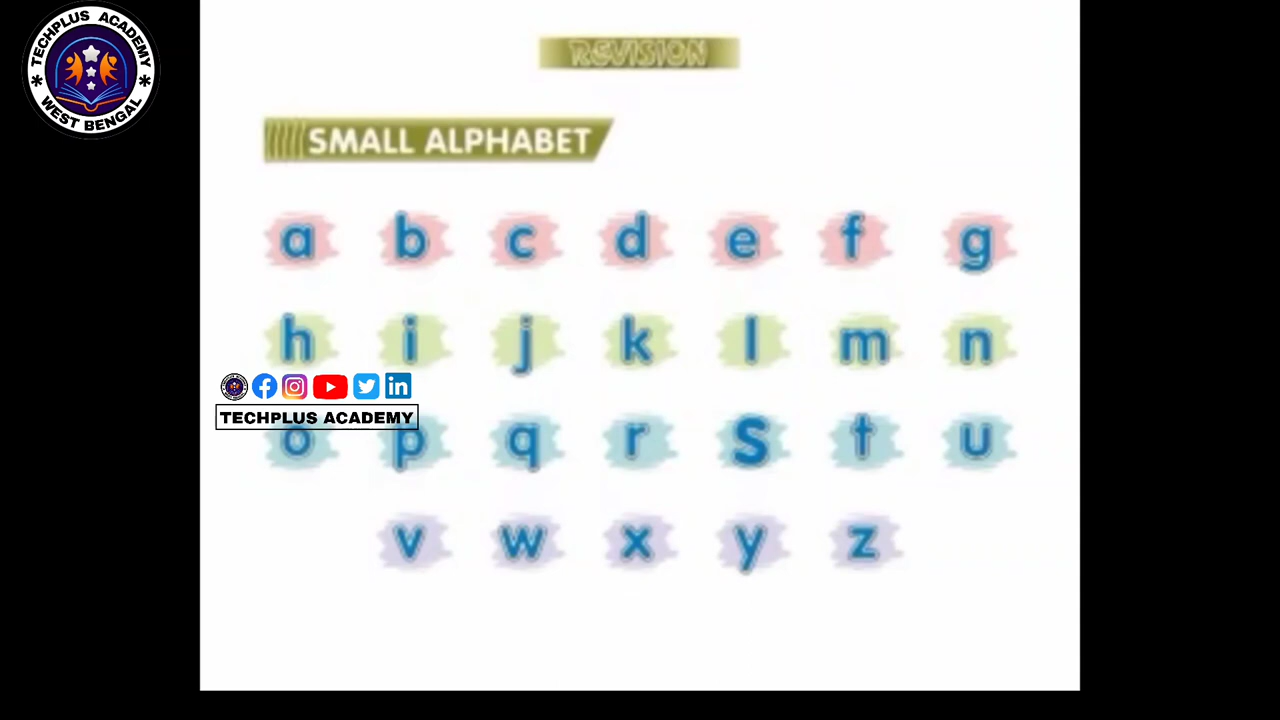 TECHPLUS ACADEMY
WEST BENGAL
REVISION
SMALL ALPHABET
a b c d e f g
h i j k l m n
TECHPLUS ACADEMY
o p q r s t u
v w x y z